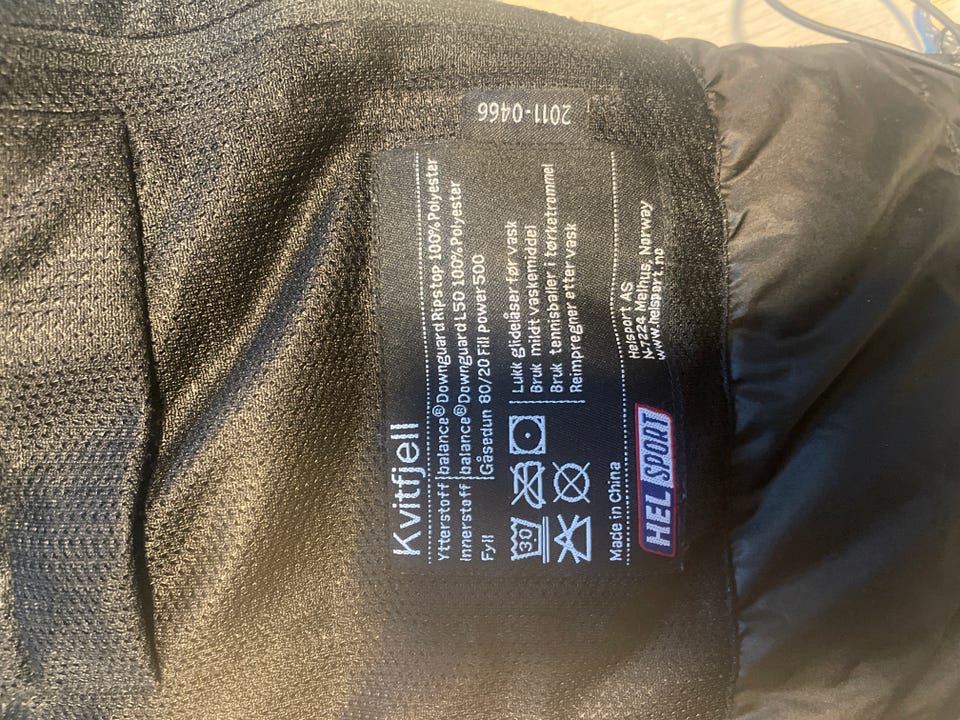 2011-0466
Kvitfjell
Ytterstoff balance® Downguard Ripstop 100% Polyester
Innerstoff balance® Downguard L50 100% Polyester
Fyll Gåsedun 80/20 Fill power 500
30
Lukk glidelåser før vask
Bruk mildt vaskemiddel
Bruk tennisballer i tørketrommel
Reimpregner etter vask
Made in China
HELSPORT
Helsport AS
N-7224 Melhus, Norway
www.helsport.no